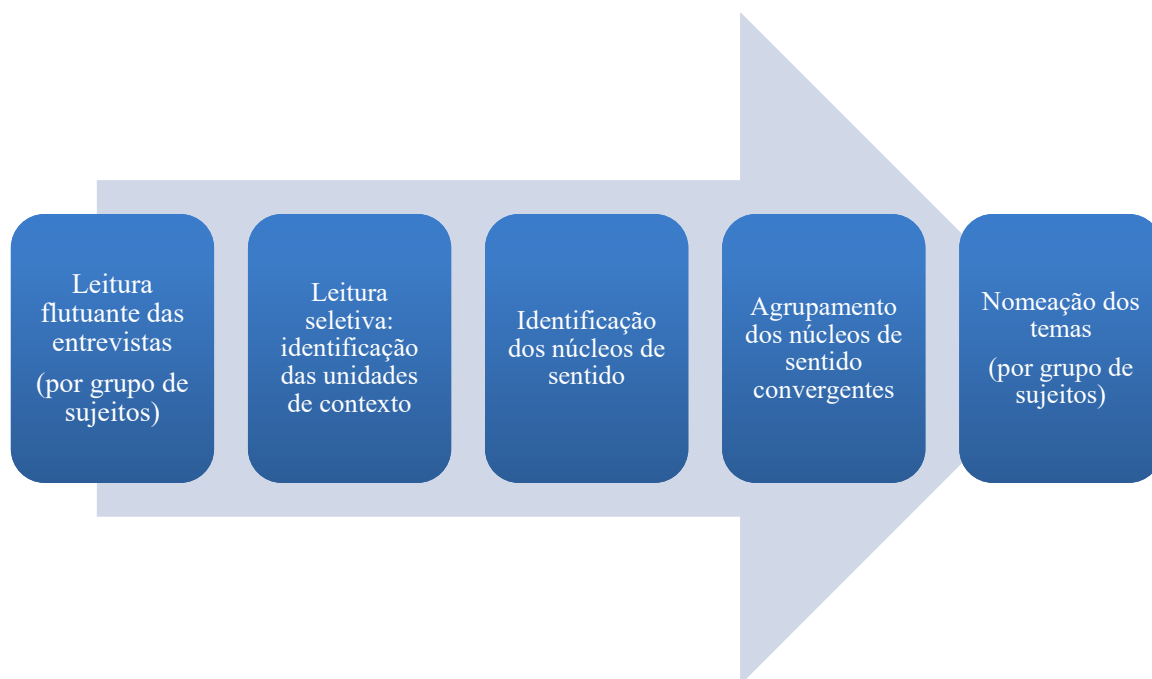 Leitura
flutuante das
entrevistas
(por grupo de
sujeitos)
Leitura
seletiva:
identificação
das unidades
de contexto
Identificação
dos núcleos de
sentido
Agrupamento
dos núcleos de
sentido
convergentes
Nomeação dos
temas
(por grupo de
sujeitos)